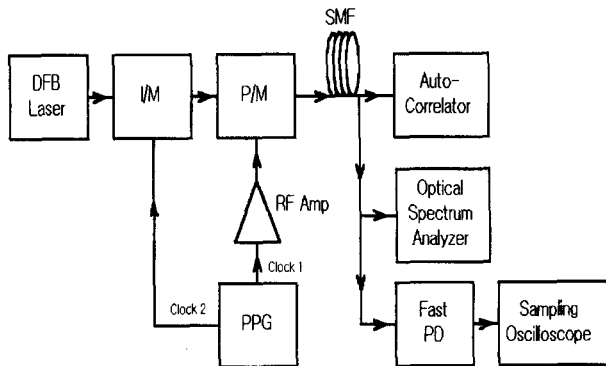 SMF
DFB
Laser
I/M
P/M
Auto-
Correlator
RF Amp
Optical
Spectrum
Analyzer
Clock 1
Clock 2
PPG
Fast
PD
Sampling
Oscilloscope